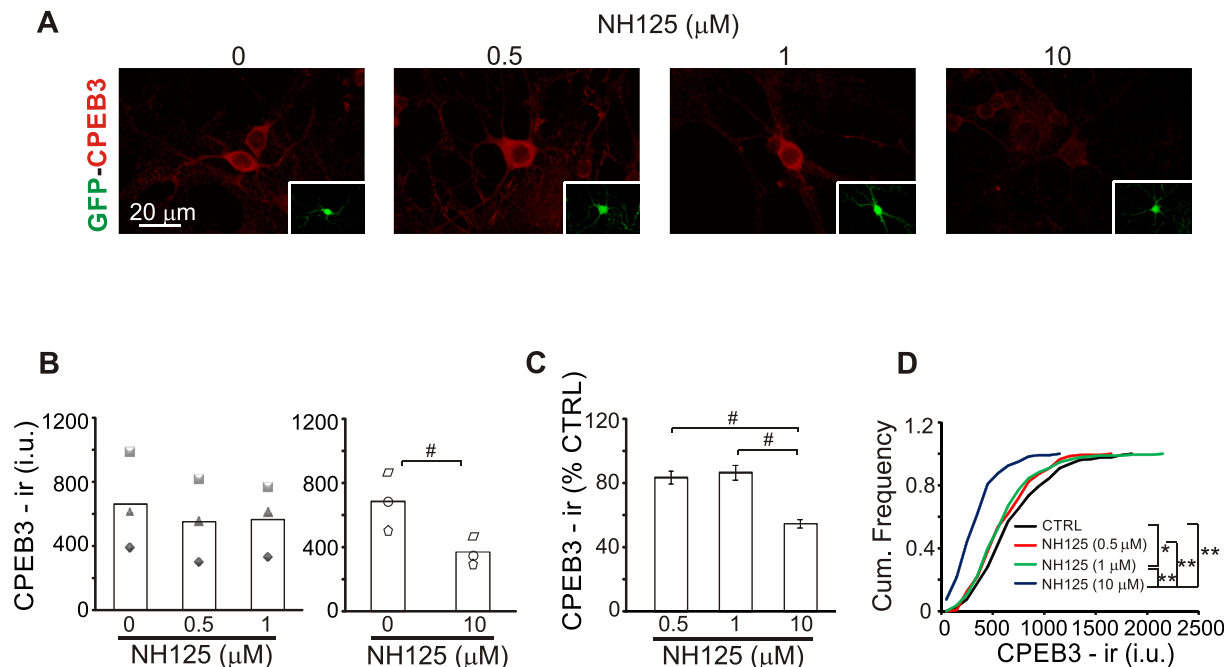 A
NH125 (μM)
0 0.5 1 10
GFP-CPEB3
20 μm
B
CPEB3 - ir (i.u.)
1200
800
400
0
0 0.5 1
NH125 (μM)
1200
800
400
0
#
0 10
NH125 (μM)
C
CPEB3 - ir (% CTRL)
120
80
40
0
#
#
0.5 1 10
NH125 (μM)
D
Cum. Frequency
1.2
0.8
0.4
0
CTRL
NH125 (0.5 μM)
NH125 (1 μM)
NH125 (10 μM)
*
**
**
**
0 500 1000 1500 2000 2500
CPEB3 - ir (i.u.)